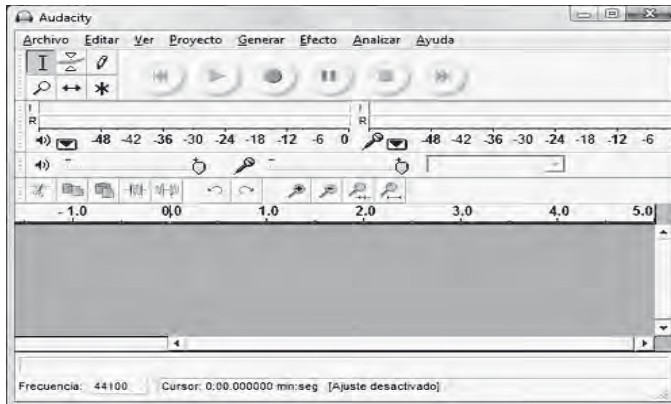 Audacity
Archivo Editar Ver Proyecto Generar Efecto Analizar Ayuda
I
L
R
-48 -42 -36 -30 -24 -18 -12 -6 0
L
R
-48 -42 -36 -30 -24 -18 -12 -6
- 1.0 0,0 1.0 2.0 3.0 4.0 5.0
Frecuencia: 44100 Cursor: 0:00.000000 min:seg [Ajuste desactivado]